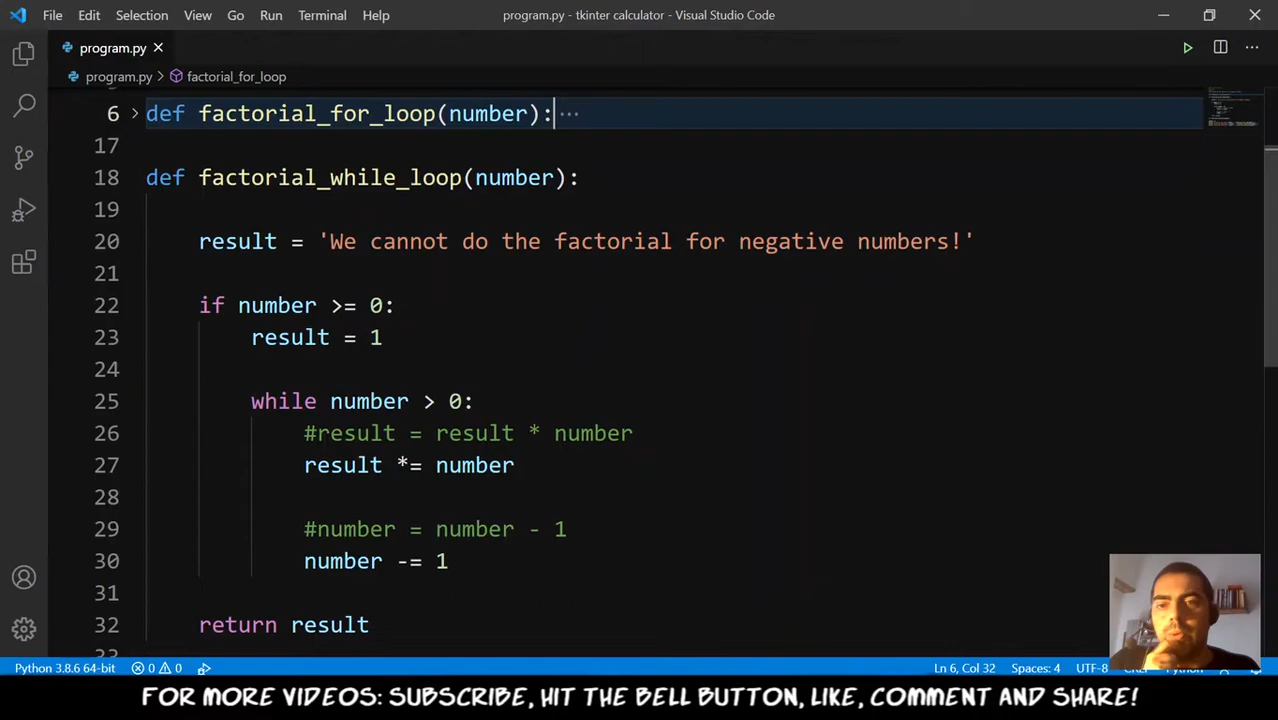 File Edit Selection View Go Run Terminal Help program.py - tkinter calculator - Visual Studio Code
program.py
program.py > factorial_for_loop
6 def factorial_for_loop(number):
17
18 def factorial_while_loop(number):
19
20 result = 'We cannot do the factorial for negative numbers!'
21
22 if number >= 0:
23 result = 1
24
25 while number > 0:
26 #result = result * number
27 result *= number
28
29 #number = number - 1
30 number -= 1
31
32 return result
Python 3.8.6 64-bit 0 0 Ln 6, Col 32 Spaces: 4 UTF-8
FOR MORE VIDEOS: SUBSCRIBE, HIT THE BELL BUTTON, LIKE, COMMENT AND SHARE!